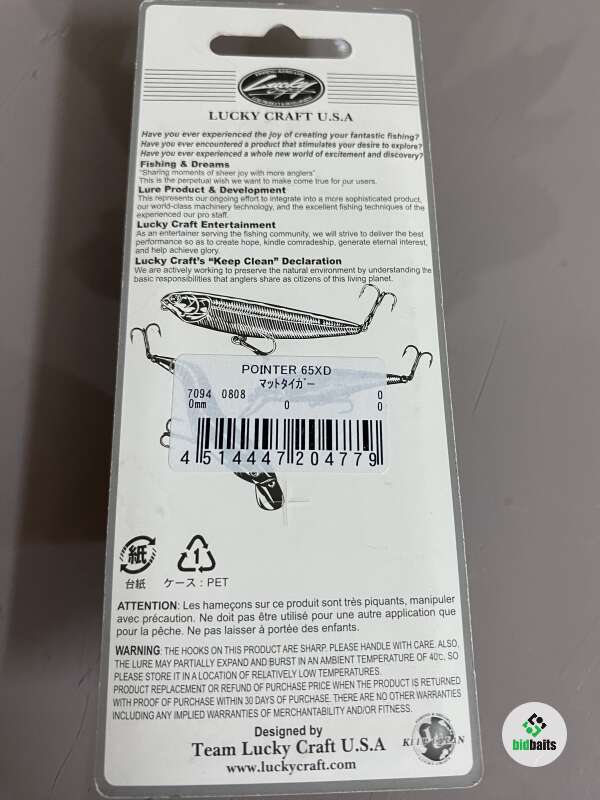 Lucky
LUCKY CRAFT U.S.A
Have you ever experienced the joy of creating your fantastic fishing?
Have you ever encountered a product that stimulates your desire to explore?
Have you ever experienced a whole new world of excitement and discovery?
Fishing & Dreams
"Sharing moments of sheer joy with more anglers"
This is the perpetual wish we want to make come true for our users.
Lure Product & Development
This represents our ongoing effort to integrate into a more sophisticated product,
our world-class machinery technology, and the excellent fishing techniques of the
experienced our pro staff.
Lucky Craft Entertainment
As an entertainer serving the fishing community, we will strive to deliver the best
performance so as to create hope, kindle comradeship, generate eternal interest,
and help achieve glory.
Lucky Craft's "Keep Clean" Declaration
We are actively working to preserve the natural environment by understanding the
basic responsibilities that anglers share as citizens of this living planet.
POINTER 65XD
マットタイガー
7094 0808 0
0mm 0 0
4 514447 204779
紙 1
台紙 ケース：PET
ATTENTION: Les hameçons sur ce produit sont très piquants, manipuler
avec précaution. Ne doit pas être utilisé pour une autre application que
pour la pêche. Ne pas laisser à portée des enfants.
WARNING: THE HOOKS ON THIS PRODUCT ARE SHARP. PLEASE HANDLE WITH CARE. ALSO,
THE LURE MAY PARTIALLY EXPAND AND BURST IN AN AMBIENT TEMPERATURE OF 40℃, SO
PLEASE STORE IT IN A LOCATION OF RELATIVELY LOW TEMPERATURES.
PRODUCT REPLACEMENT OR REFUND OF PURCHASE PRICE WHEN THE PRODUCT IS RETURNED
WITH PROOF OF PURCHASE WITHIN 30 DAYS OF PURCHASE. THERE ARE NO OTHER WARRANTIES
INCLUDING ANY IMPLIED WARRANTIES OF MERCHANTABILITY AND/OR FITNESS.
Designed by
Team Lucky Craft U.S.A
www.luckycraft.com
KEEP CLEAN
bidbaits